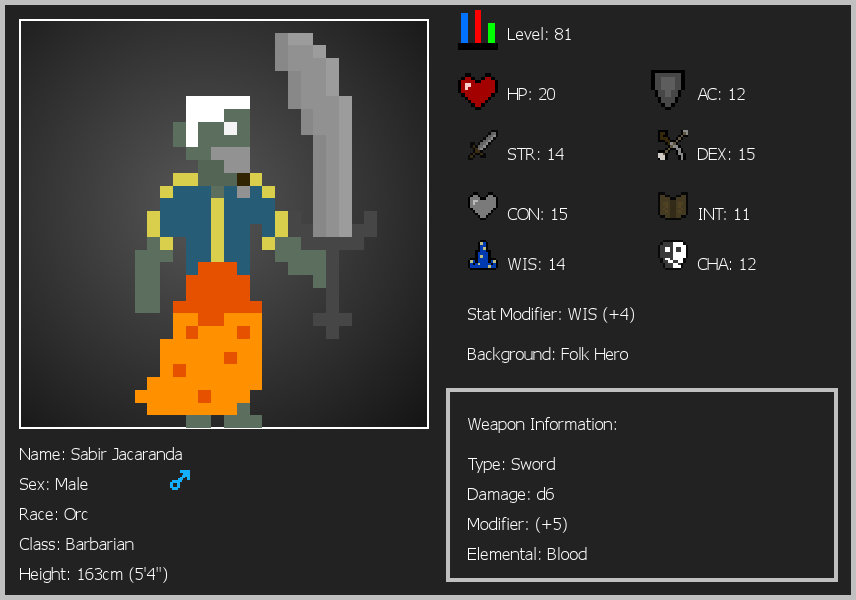 Level: 81
HP: 20
AC: 12
STR: 14
DEX: 15
CON: 15
INT: 11
WIS: 14
CHA: 12
Stat Modifier: WIS (+4)
Background: Folk Hero
Name: Sabir Jacaranda
Sex: Male
Race: Orc
Class: Barbarian
Height: 163cm (5'4")
Weapon Information:
Type: Sword
Damage: d6
Modifier: (+5)
Elemental: Blood